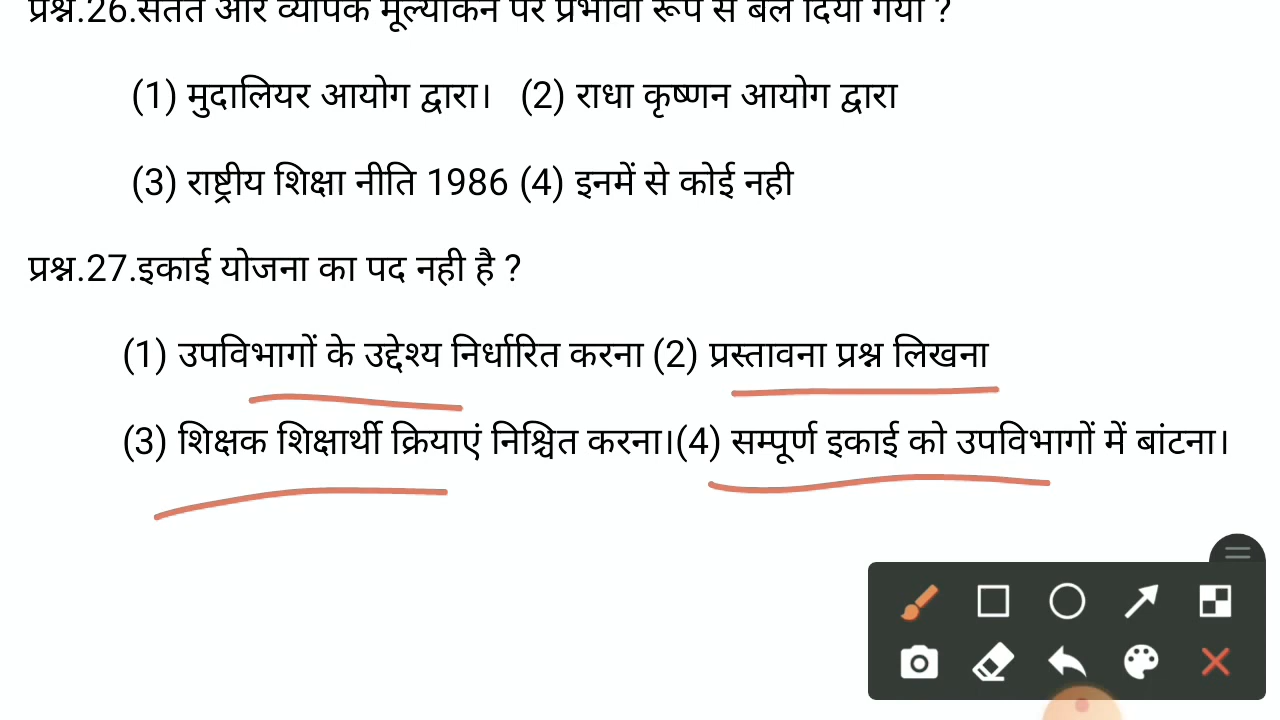 प्रश्न.26.सतत और व्यापक मूल्यांकन पर प्रभावी रूप से बल दिया गया ?
(1) मुदालियर आयोग द्वारा। (2) राधा कृष्णन आयोग द्वारा
(3) राष्ट्रीय शिक्षा नीति 1986 (4) इनमें से कोई नही
प्रश्न.27.इकाई योजना का पद नही है ?
(1) उपविभागों के उद्देश्य निर्धारित करना (2) प्रस्तावना प्रश्न लिखना
(3) शिक्षक शिक्षार्थी क्रियाएं निश्चित करना।(4) सम्पूर्ण इकाई को उपविभागों में बांटना।